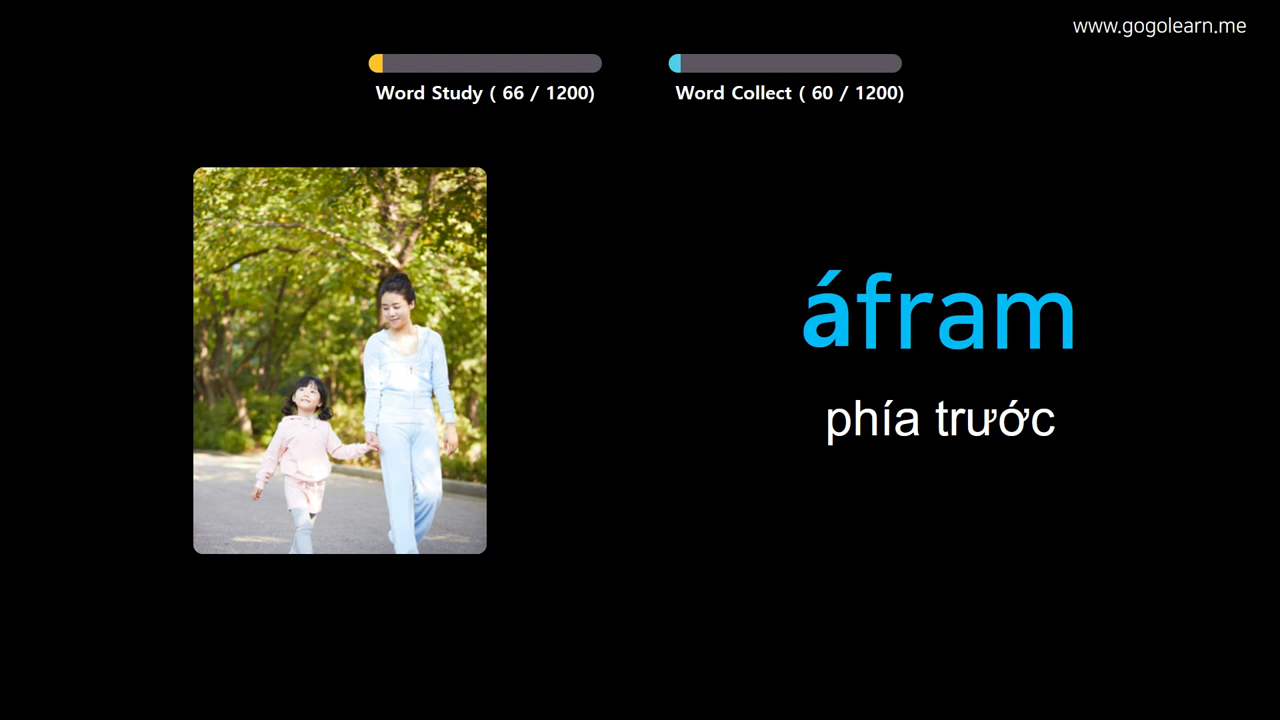 www.gogolearn.me
Word Study ( 66 / 1200)
Word Collect ( 60 / 1200)
áfram
phía trước